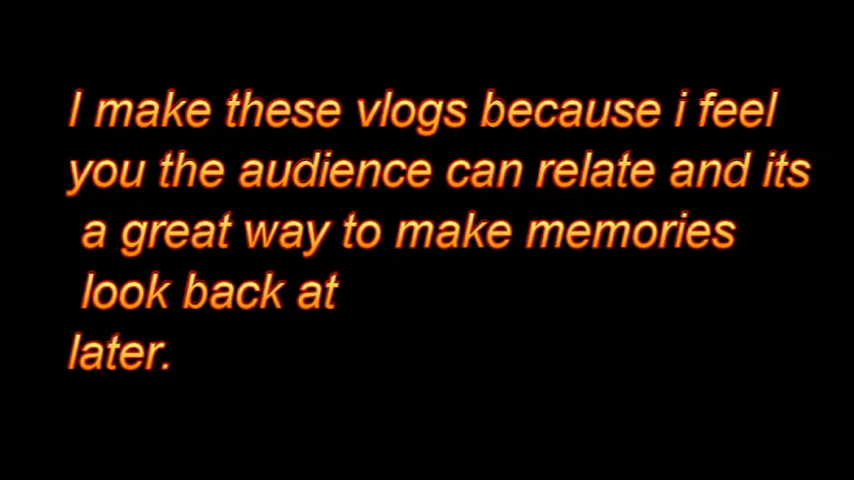 I make these vlogs because i feel
you the audience can relate and its
a great way to make memories
look back at
later.